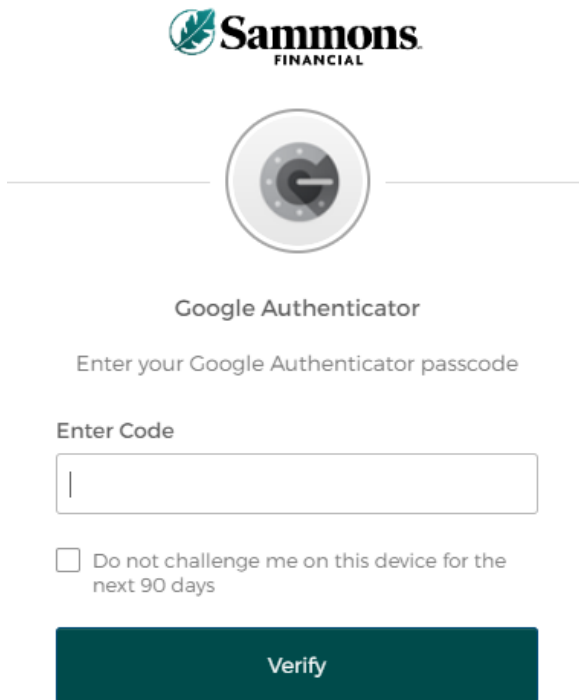 Sammons
FINANCIAL
Google Authenticator
Enter your Google Authenticator passcode
Enter Code
Do not challenge me on this device for the
next 90 days
Verify